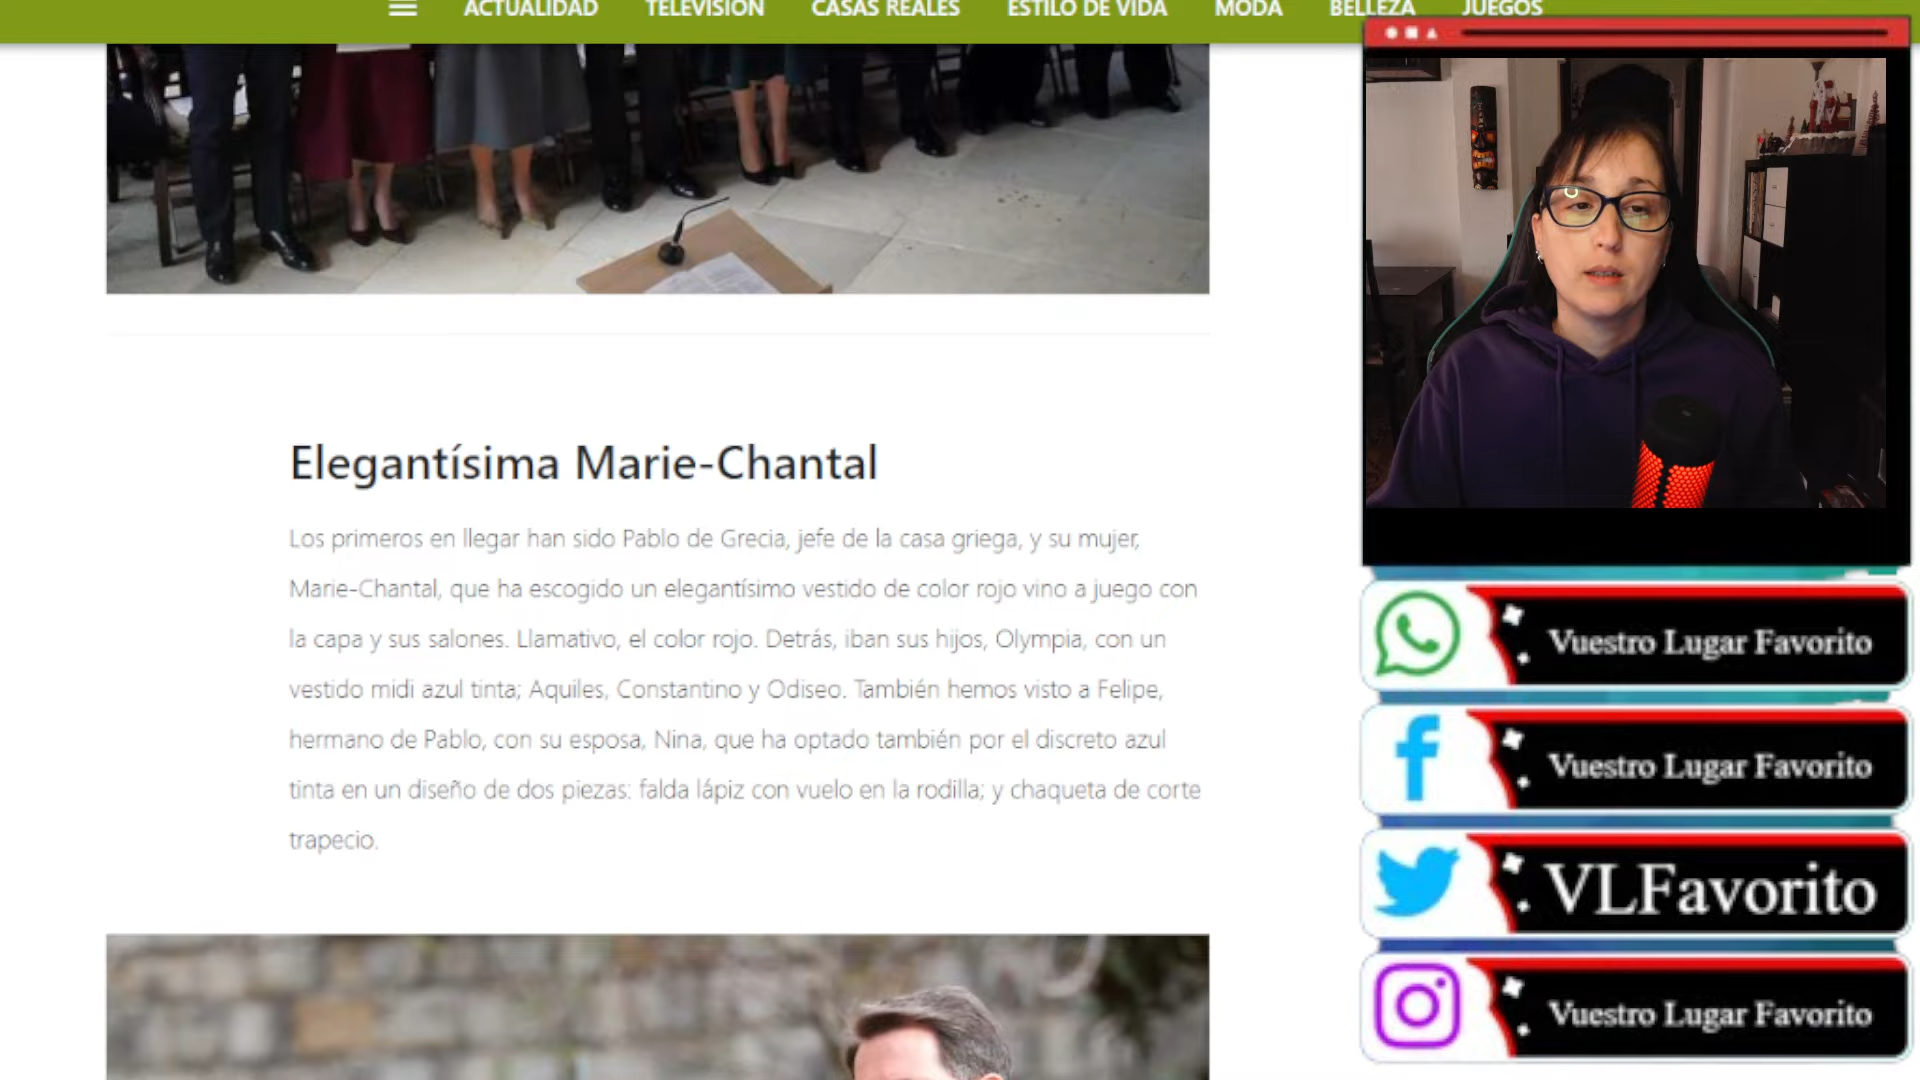 ACTUALIDAD TELEVISIÓN CASAS REALES ESTILO DE VIDA MODA BELLEZA JUEGOS
Elegantísima Marie-Chantal
Los primeros en llegar han sido Pablo de Grecia, jefe de la casa griega, y su mujer,
Marie-Chantal, que ha escogido un elegantísimo vestido de color rojo vino a juego con
la capa y sus salones. Llamativo, el color rojo. Detrás, iban sus hijos, Olympia, con un
vestido midi azul tinta; Aquiles, Constantino y Odiseo. También hemos visto a Felipe,
hermano de Pablo, con su esposa, Nina, que ha optado también por el discreto azul
tinta en un diseño de dos piezas: falda lápiz con vuelo en la rodilla; y chaqueta de corte
trapecio.
Vuestro Lugar Favorito
Vuestro Lugar Favorito
VLFavorito
Vuestro Lugar Favorito